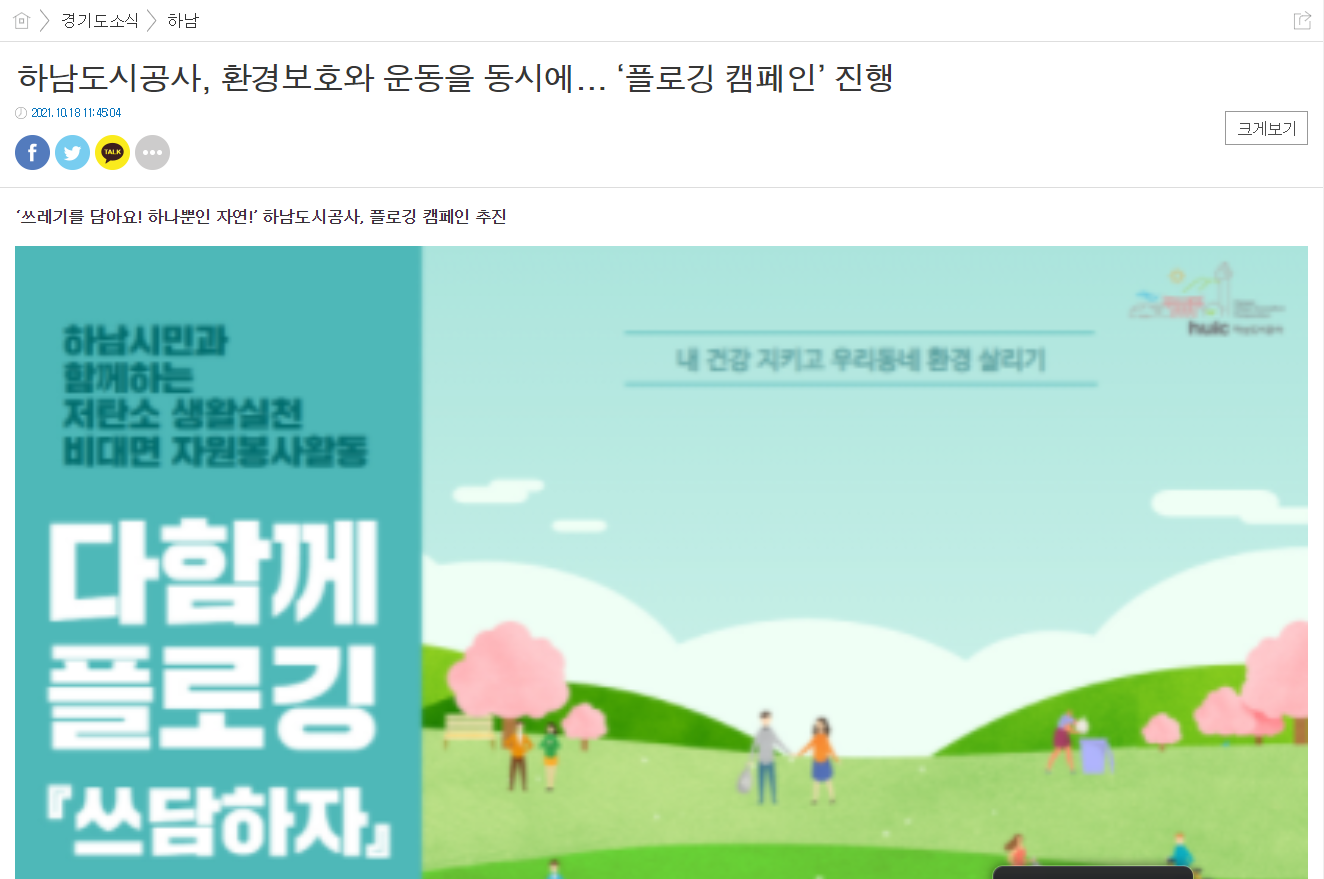 경기도소식 하남
하남도시공사, 환경보호와 운동을 동시에... ‘플로깅 캠페인’ 진행
2021.10.18 11:45:04
크게보기
f TALK
‘쓰레기를 담아요! 하나뿐인 자연!’ 하남도시공사, 플로깅 캠페인 추진
하남시민과
함께하는
저탄소 생활실천
비대면 자원봉사활동
다함께
플로깅
『쓰담하자』
내 건강 지키고 우리동네 환경 살리기
huic 하남도시공사